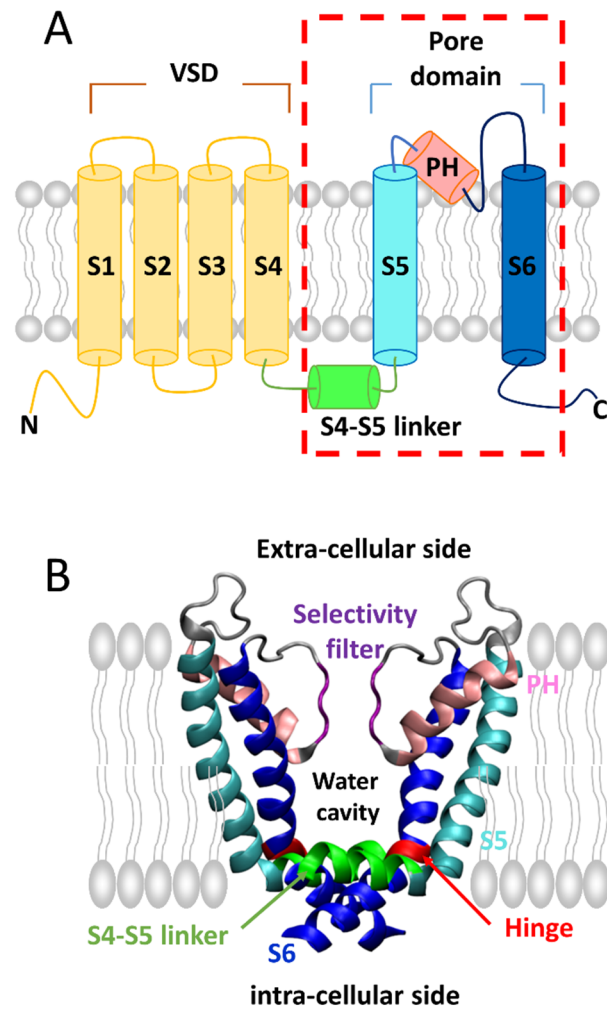 A
VSD
Pore
domain
PH
S1
S2
S3
S4
S5
S6
N
S4-S5 linker
C
B
Extra-cellular side
Selectivity
filter
PH
Water
cavity
S5
S4-S5 linker
S6
Hinge
intra-cellular side